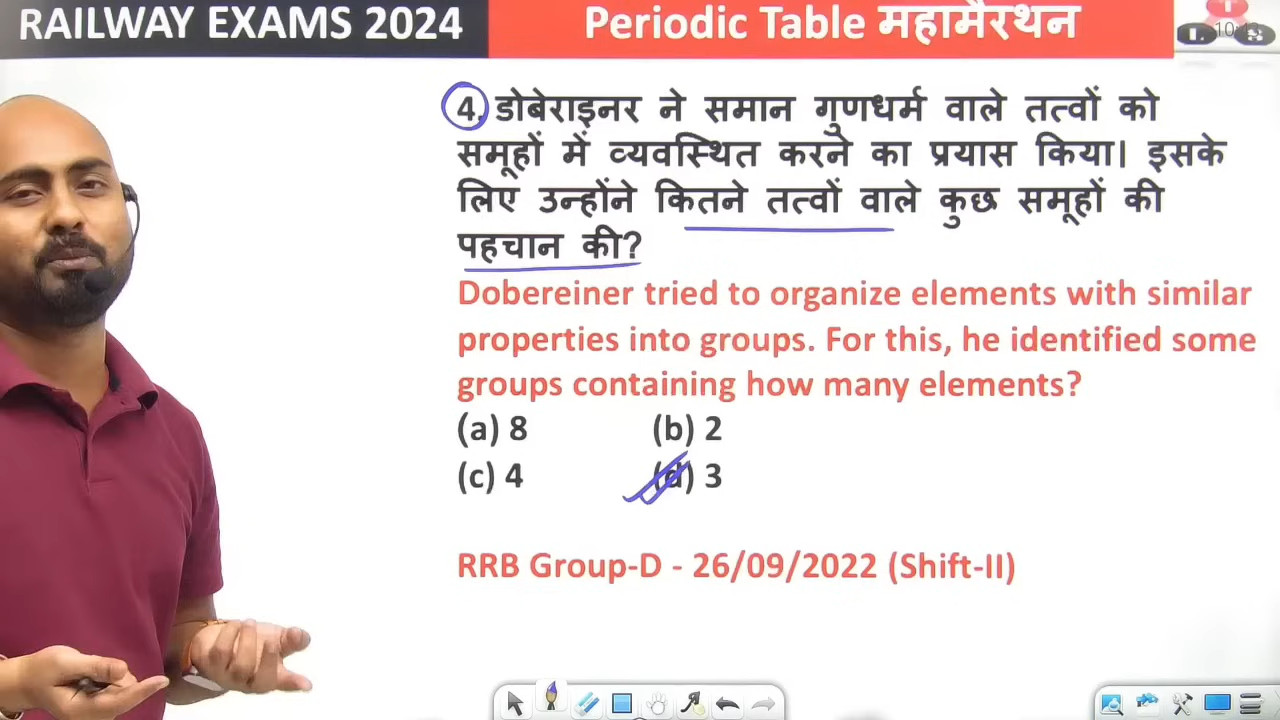 RAILWAY EXAMS 2024
Periodic Table महामैरथन
4. डोबेराइनर ने समान गुणधर्म वाले तत्वों को
समूहों में व्यवस्थित करने का प्रयास किया। इसके
लिए उन्होंने कितने तत्वों वाले कुछ समूहों की
पहचान की?
Dobereiner tried to organize elements with similar
properties into groups. For this, he identified some
groups containing how many elements?
(a) 8 (b) 2
(c) 4 (d) 3
RRB Group-D - 26/09/2022 (Shift-II)